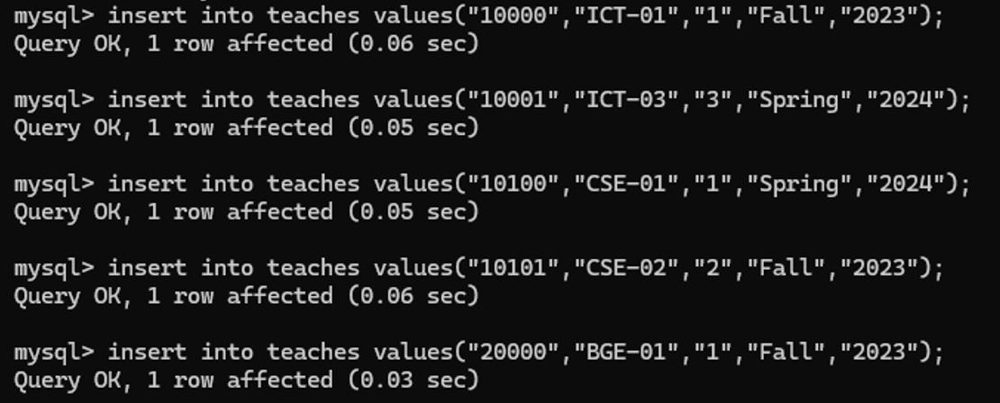 mysql> insert into teaches values("10000","ICT-01","1","Fall","2023");
Query OK, 1 row affected (0.06 sec)
mysql> insert into teaches values("10001","ICT-03","3","Spring","2024");
Query OK, 1 row affected (0.05 sec)
mysql> insert into teaches values("10100","CSE-01","1","Spring","2024");
Query OK, 1 row affected (0.05 sec)
mysql> insert into teaches values("10101","CSE-02","2","Fall","2023");
Query OK, 1 row affected (0.06 sec)
mysql> insert into teaches values("20000","BGE-01","1","Fall","2023");
Query OK, 1 row affected (0.03 sec)